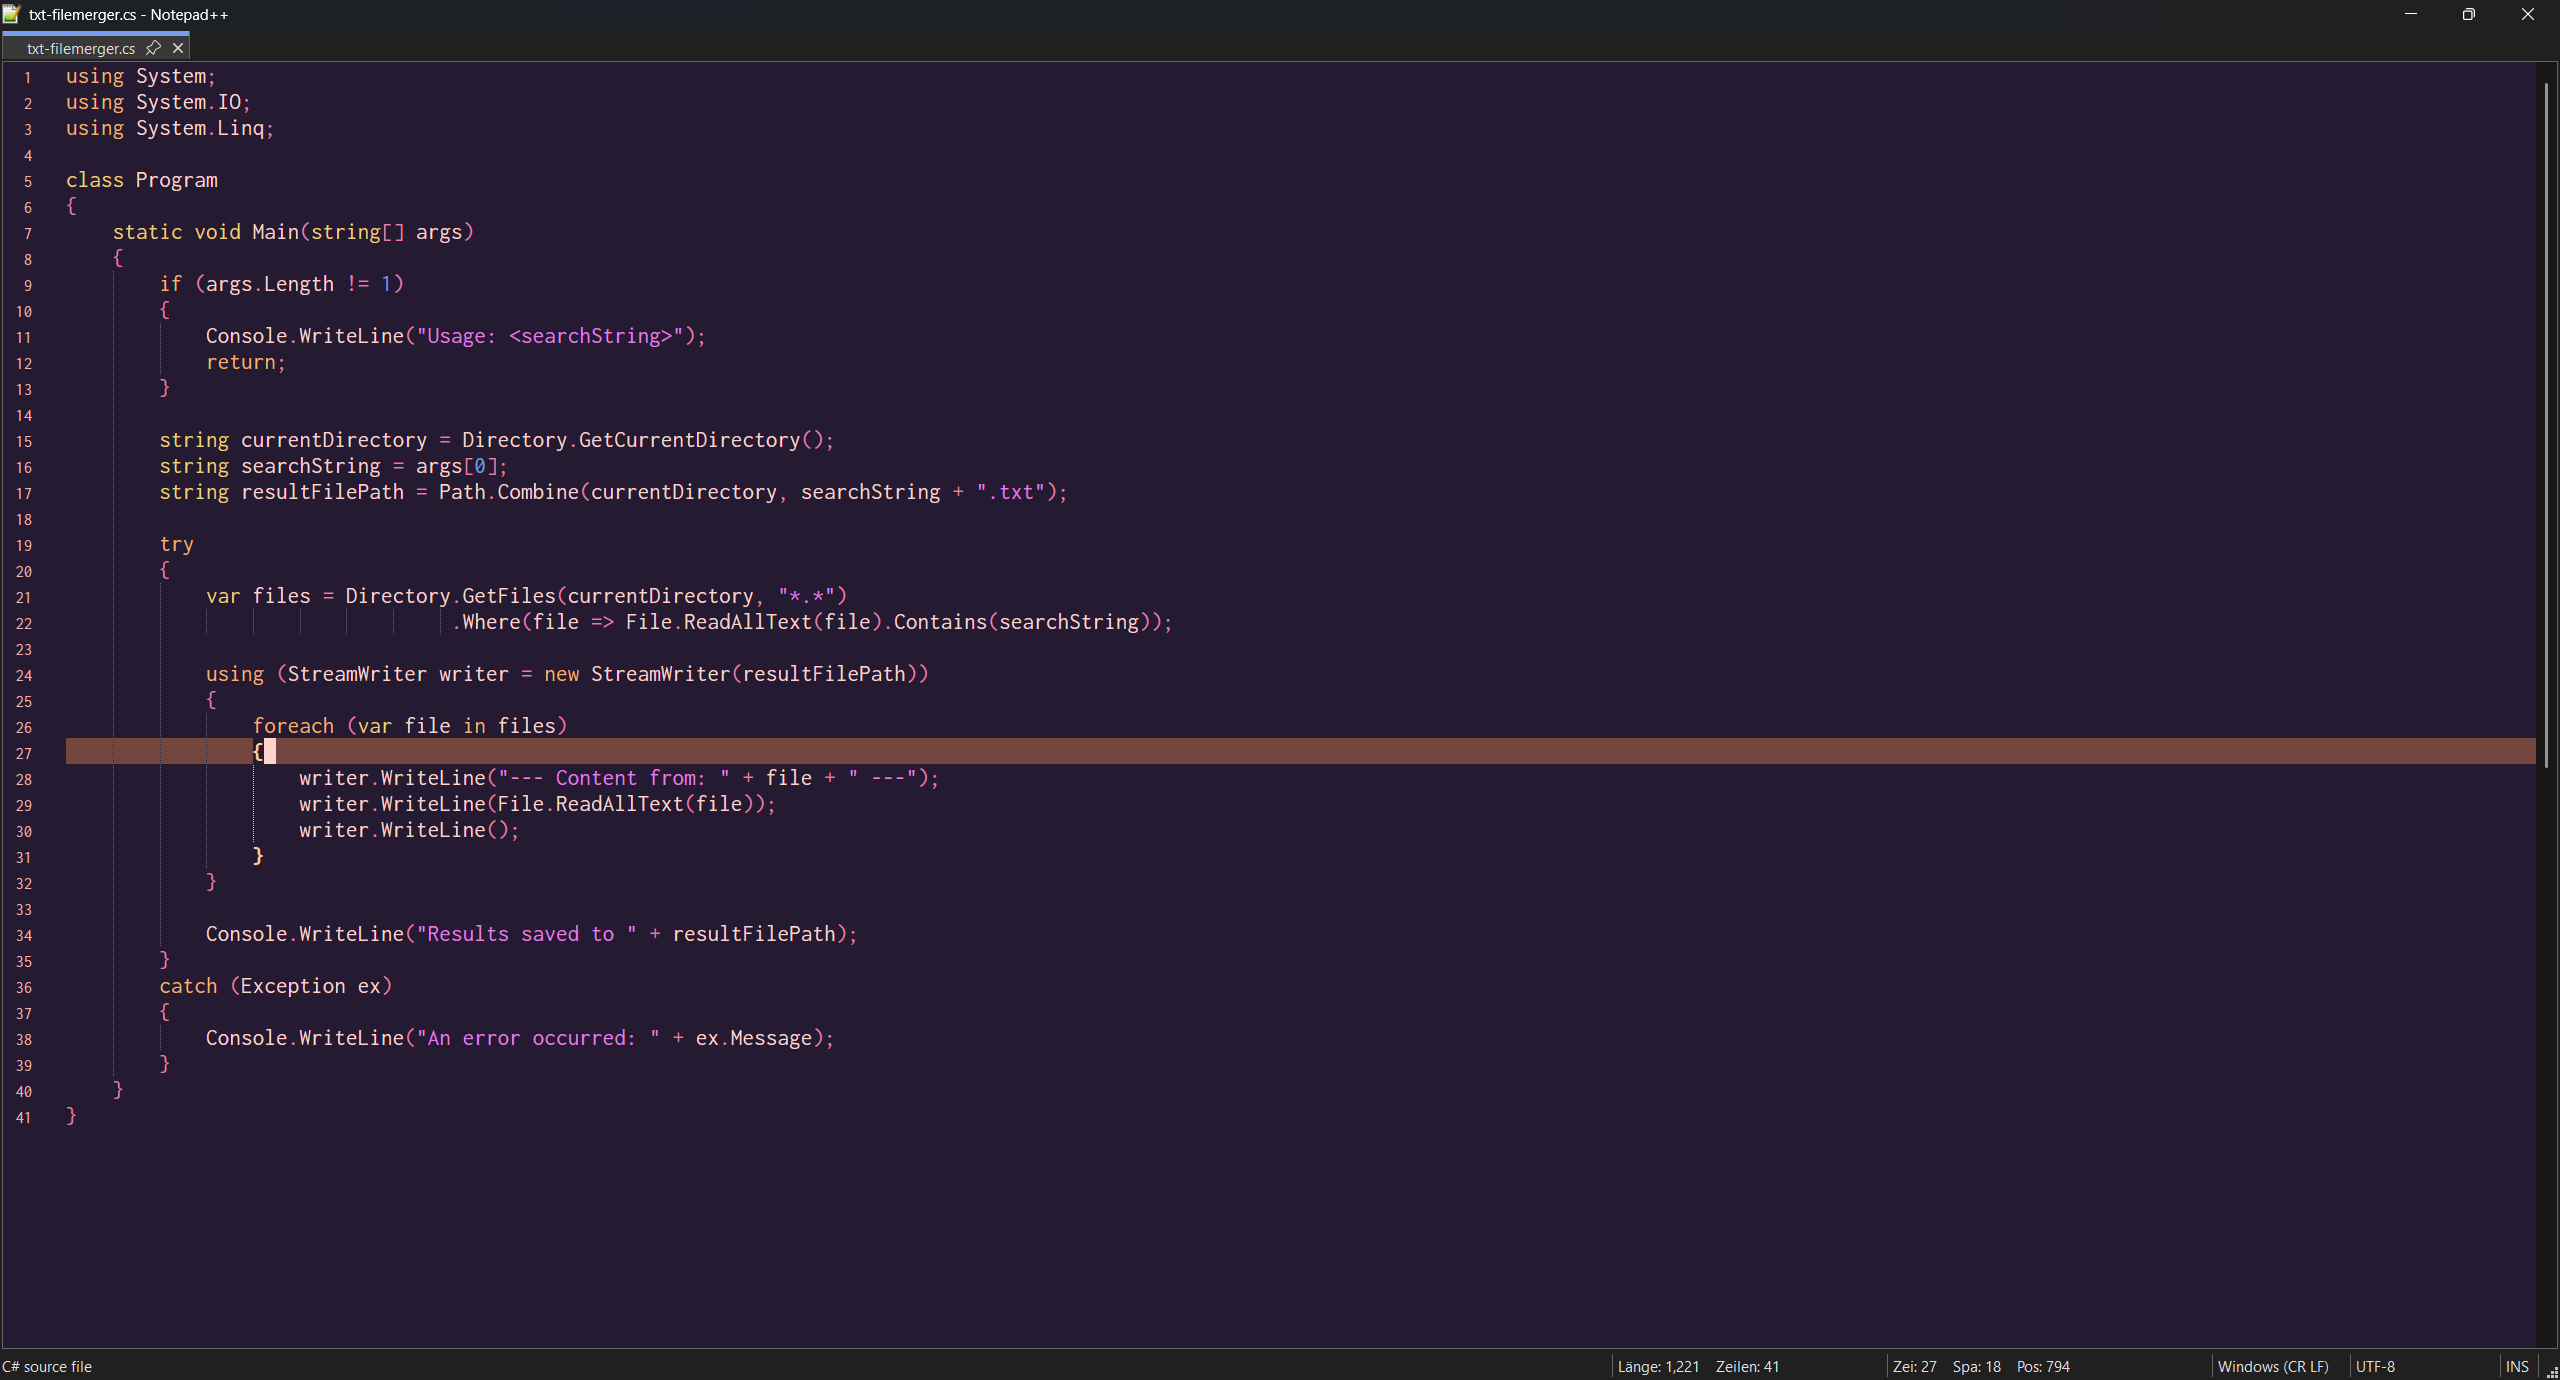 txt-filemerger.cs - Notepad++
txt-filemerger.cs
1 using System;
2 using System.IO;
3 using System.Linq;
4
5 class Program
6 {
7     static void Main(string[] args)
8     {
9         if (args.Length != 1)
10         {
11             Console.WriteLine("Usage: <searchString>");
12             return;
13         }
14
15         string currentDirectory = Directory.GetCurrentDirectory();
16         string searchString = args[0];
17         string resultFilePath = Path.Combine(currentDirectory, searchString + ".txt");
18
19         try
20         {
21             var files = Directory.GetFiles(currentDirectory, "*.*")
22                                  .Where(file => File.ReadAllText(file).Contains(searchString));
23
24             using (StreamWriter writer = new StreamWriter(resultFilePath))
25             {
26                 foreach (var file in files)
27                 {
28                     writer.WriteLine("--- Content from: " + file + " ---");
29                     writer.WriteLine(File.ReadAllText(file));
30                     writer.WriteLine();
31                 }
32             }
33
34             Console.WriteLine("Results saved to " + resultFilePath);
35         }
36         catch (Exception ex)
37         {
38             Console.WriteLine("An error occurred: " + ex.Message);
39         }
40     }
41 }
C# source file Länge: 1,221 Zeilen: 41 Zei: 27 Spa: 18 Pos: 794 Windows (CR LF) UTF-8 INS